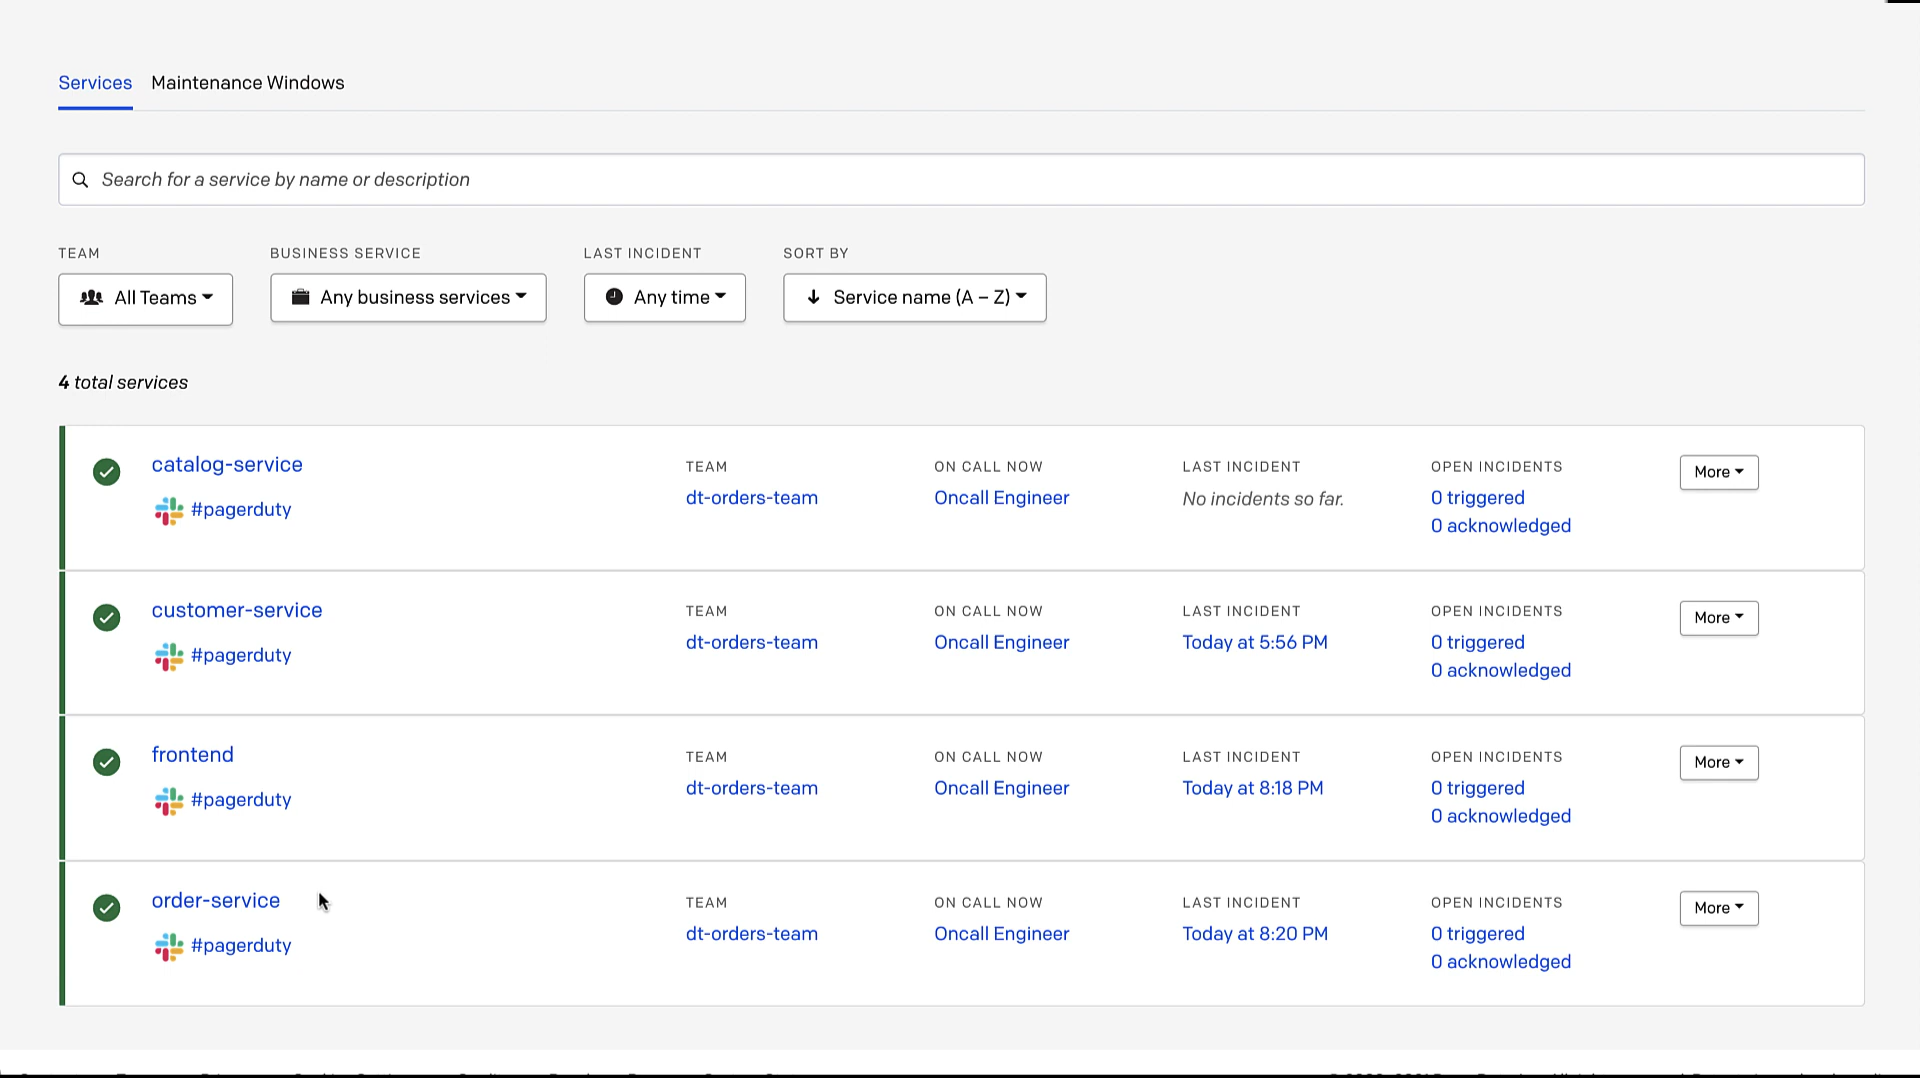 Services Maintenance Windows
Search for a service by name or description
TEAM BUSINESS SERVICE LAST INCIDENT SORT BY
All Teams Any business services Any time Service name (A – Z)
4 total services
catalog-service TEAM ON CALL NOW LAST INCIDENT OPEN INCIDENTS More
#pagerduty dt-orders-team Oncall Engineer No incidents so far. 0 triggered
0 acknowledged
customer-service TEAM ON CALL NOW LAST INCIDENT OPEN INCIDENTS More
#pagerduty dt-orders-team Oncall Engineer Today at 5:56 PM 0 triggered
0 acknowledged
frontend TEAM ON CALL NOW LAST INCIDENT OPEN INCIDENTS More
#pagerduty dt-orders-team Oncall Engineer Today at 8:18 PM 0 triggered
0 acknowledged
order-service TEAM ON CALL NOW LAST INCIDENT OPEN INCIDENTS More
#pagerduty dt-orders-team Oncall Engineer Today at 8:20 PM 0 triggered
0 acknowledged